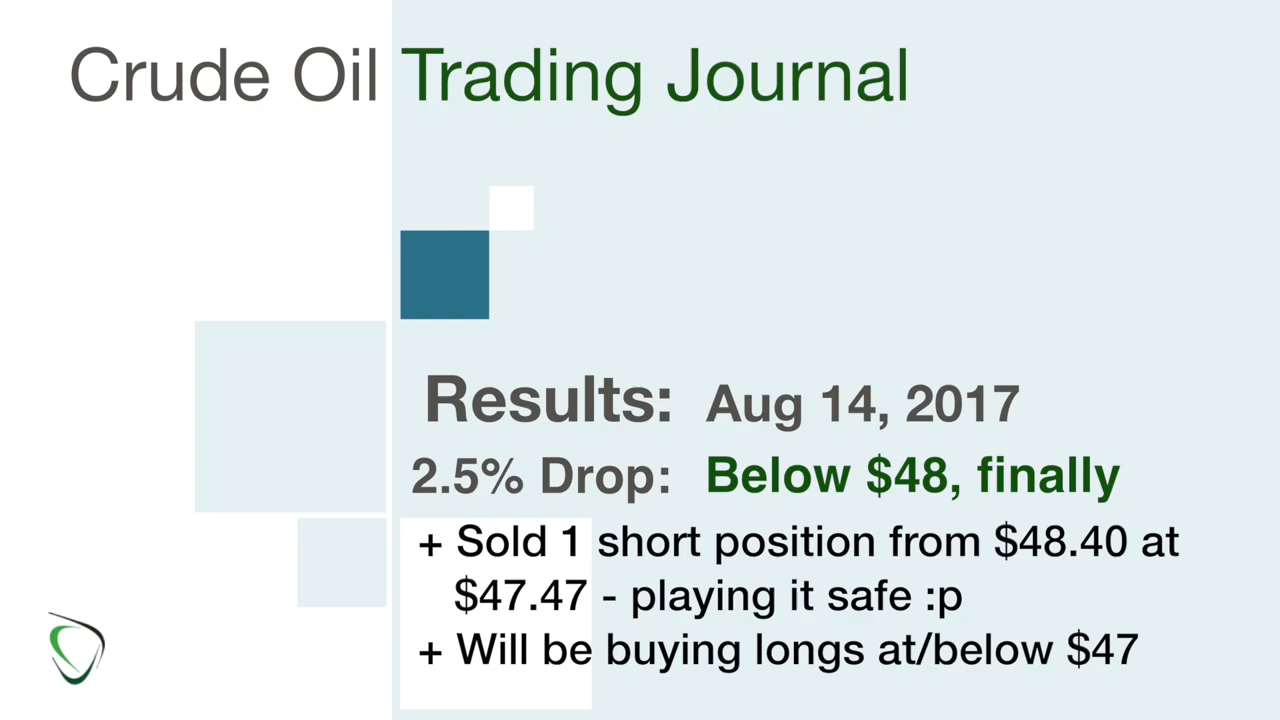 Crude Oil Trading Journal
Results: Aug 14, 2017
2.5% Drop: Below $48, finally
+ Sold 1 short position from $48.40 at
$47.47 - playing it safe :p
+ Will be buying longs at/below $47